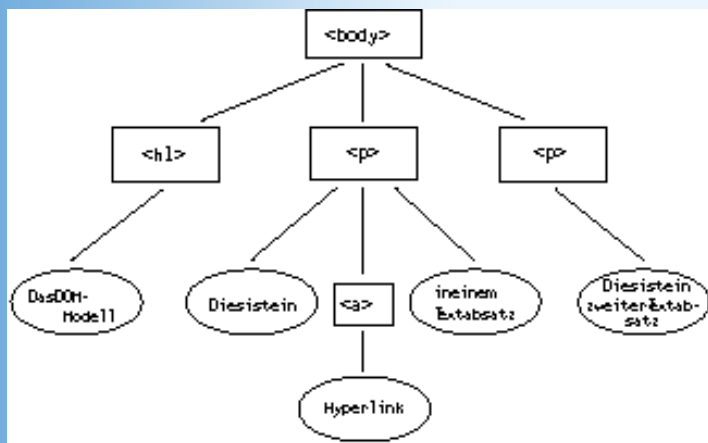 <body>
<h1>
<p>
<p>
DasDOM-
Modell
Diesistein
<a>
ineinem
Textabsatz
Diesistein
zweiterTextab-
satz
Hyperlink